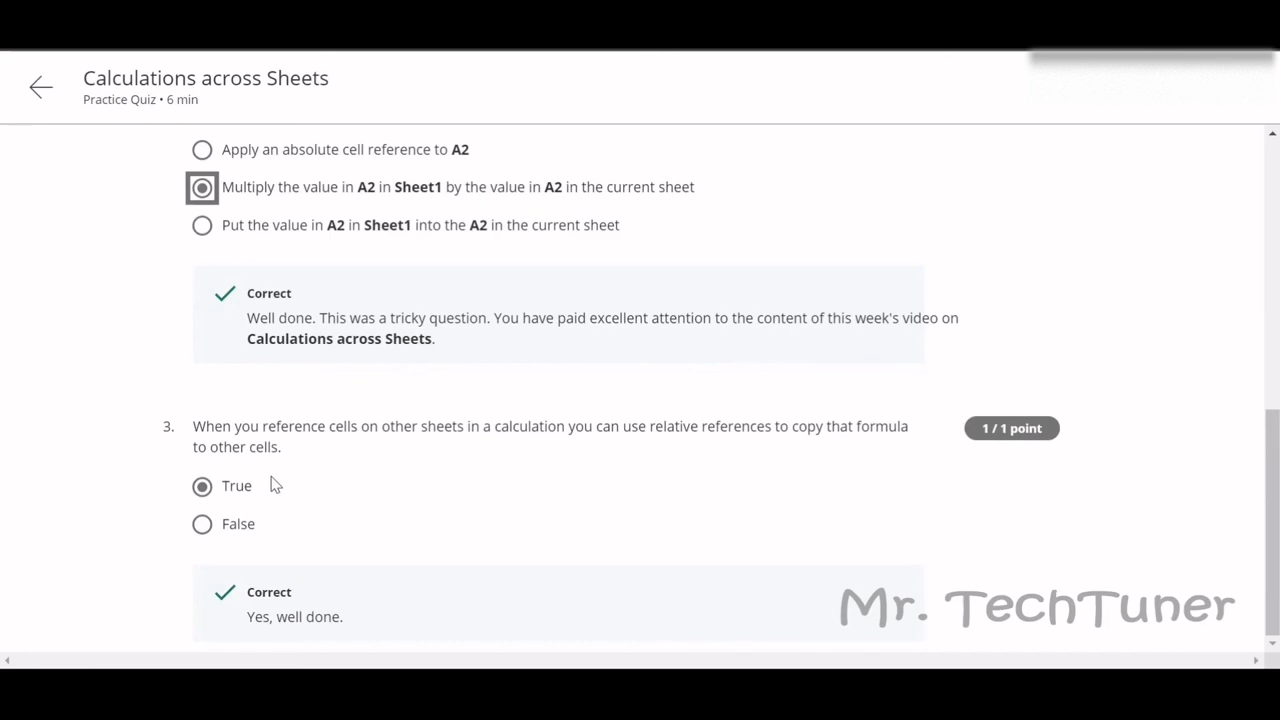 Calculations across Sheets
Practice Quiz • 6 min
Apply an absolute cell reference to A2
Multiply the value in A2 in Sheet1 by the value in A2 in the current sheet
Put the value in A2 in Sheet1 into the A2 in the current sheet
Correct
Well done. This was a tricky question. You have paid excellent attention to the content of this week's video on
Calculations across Sheets.
3. When you reference cells on other sheets in a calculation you can use relative references to copy that formula
to other cells.
1 / 1 point
True
False
Correct
Yes, well done.
Mr. TechTuner